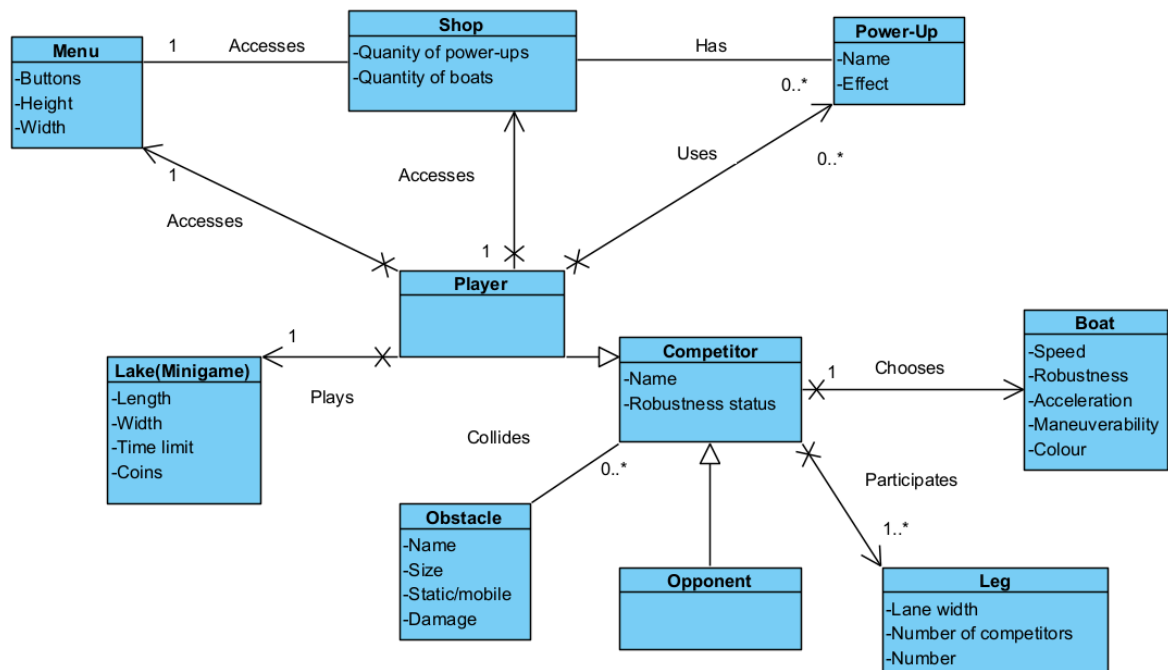 Shop
-Quanity of power-ups
-Quantity of boats
Menu
-Buttons
-Height
-Width
1
Accesses
Has
Power-Up
-Name
-Effect
0..*
Uses
0..*
Accesses
1
1
Accesses
Player
1
Plays
Lake(Minigame)
-Length
-Width
-Time limit
-Coins
Competitor
-Name
-Robustness status
1
Chooses
Boat
-Speed
-Robustness
-Acceleration
-Maneuverability
-Colour
Collides
0..*
Participates
1..*
Obstacle
-Name
-Size
-Static/mobile
-Damage
Opponent
Leg
-Lane width
-Number of competitors
-Number